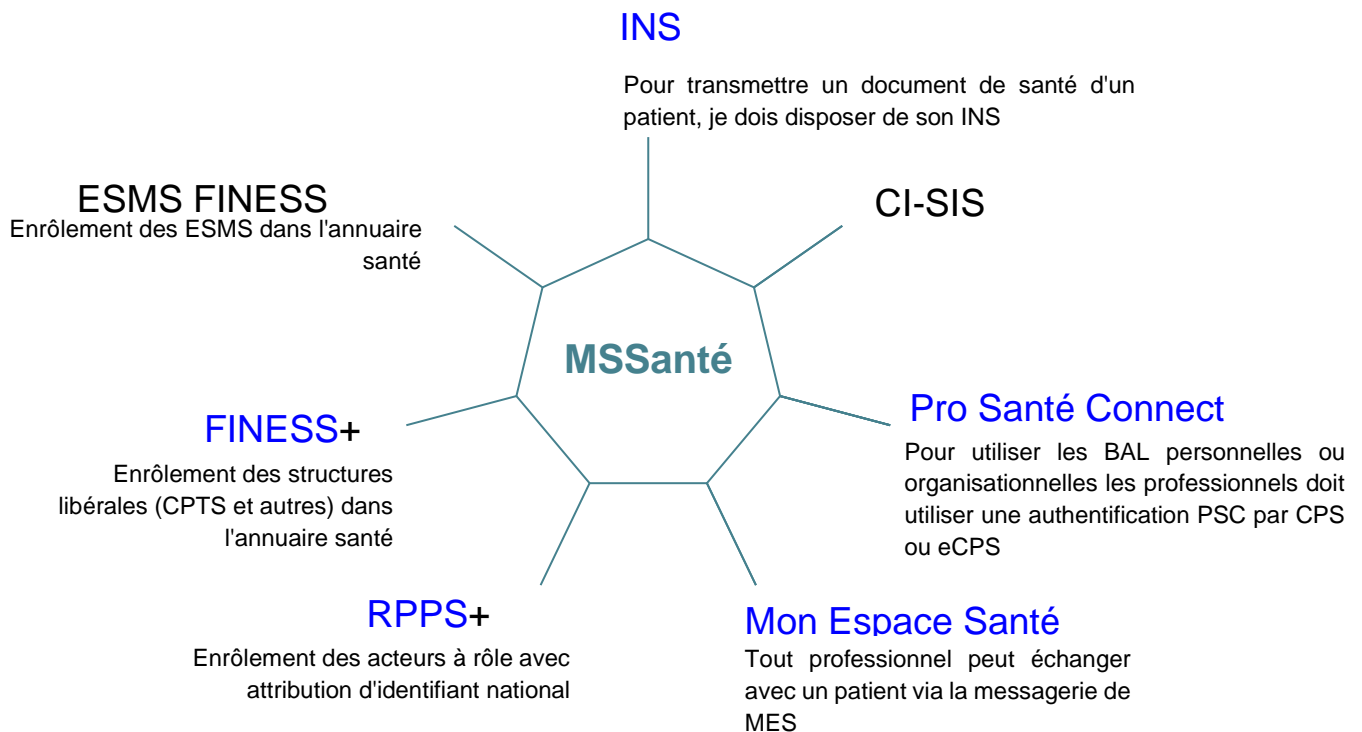 INS
Pour transmettre un document de santé d'un
patient, je dois disposer de son INS
ESMS FINESS
Enrôlement des ESMS dans l'annuaire
santé
CI-SIS
MSSanté
FINESS+
Enrôlement des structures
libérales (CPTS et autres) dans
l'annuaire santé
Pro Santé Connect
Pour utiliser les BAL personnelles ou
organisationnelles les professionnels doit
utiliser une authentification PSC par CPS
ou eCPS
RPPS+
Enrôlement des acteurs à rôle avec
attribution d'identifiant national
Mon Espace Santé
Tout professionnel peut échanger
avec un patient via la messagerie de
MES